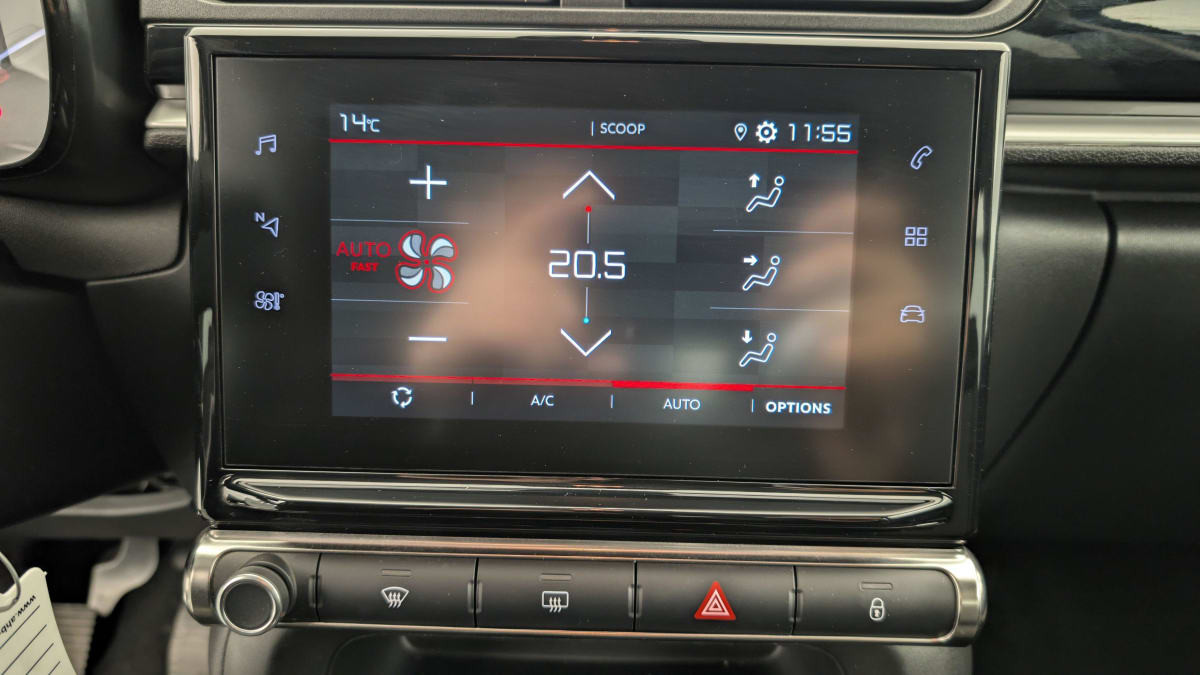 14°C
| SCOOP
11:55
N
AUTO
FAST
20.5
A/C
AUTO
OPTIONS